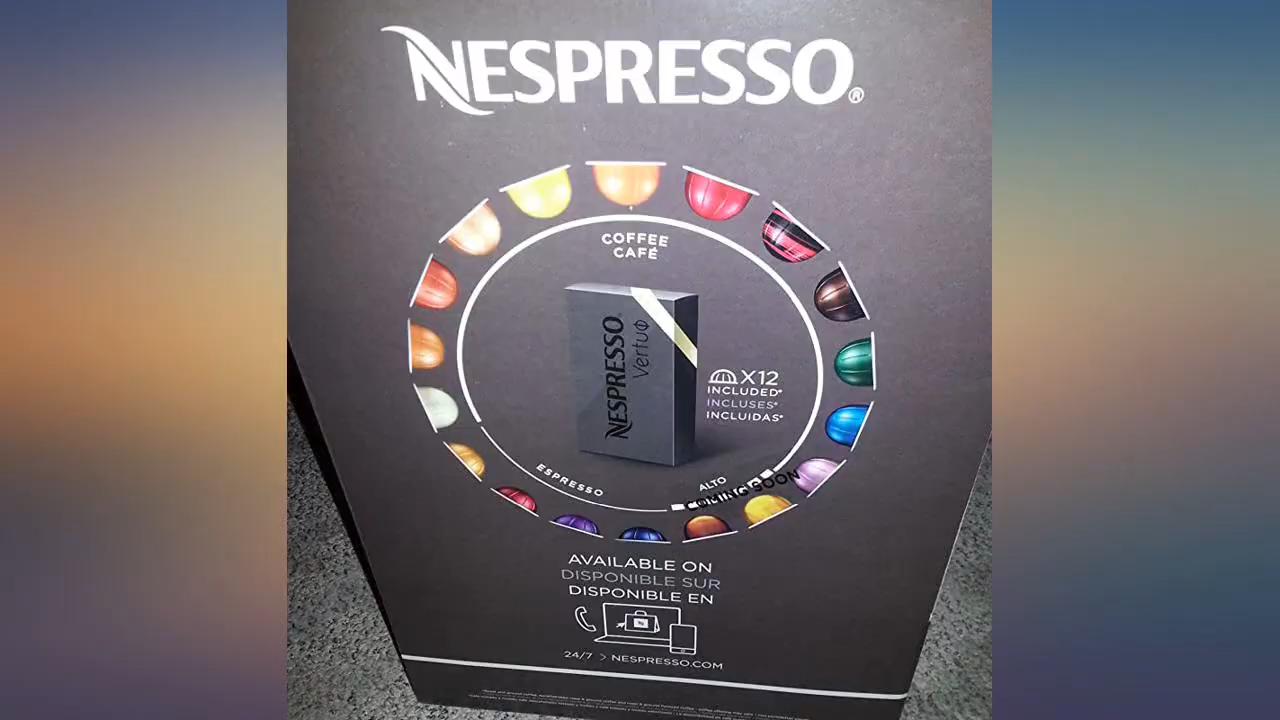 NESPRESSO®
COFFEE
CAFÉ
NESPRESSO
Vertuo
X12
INCLUDED*
INCLUSES*
INCLUIDAS*
ESPRESSO
ALTO
COMING SOON
AVAILABLE ON
DISPONIBLE SUR
DISPONIBLE EN
24/7 > NESPRESSO.COM